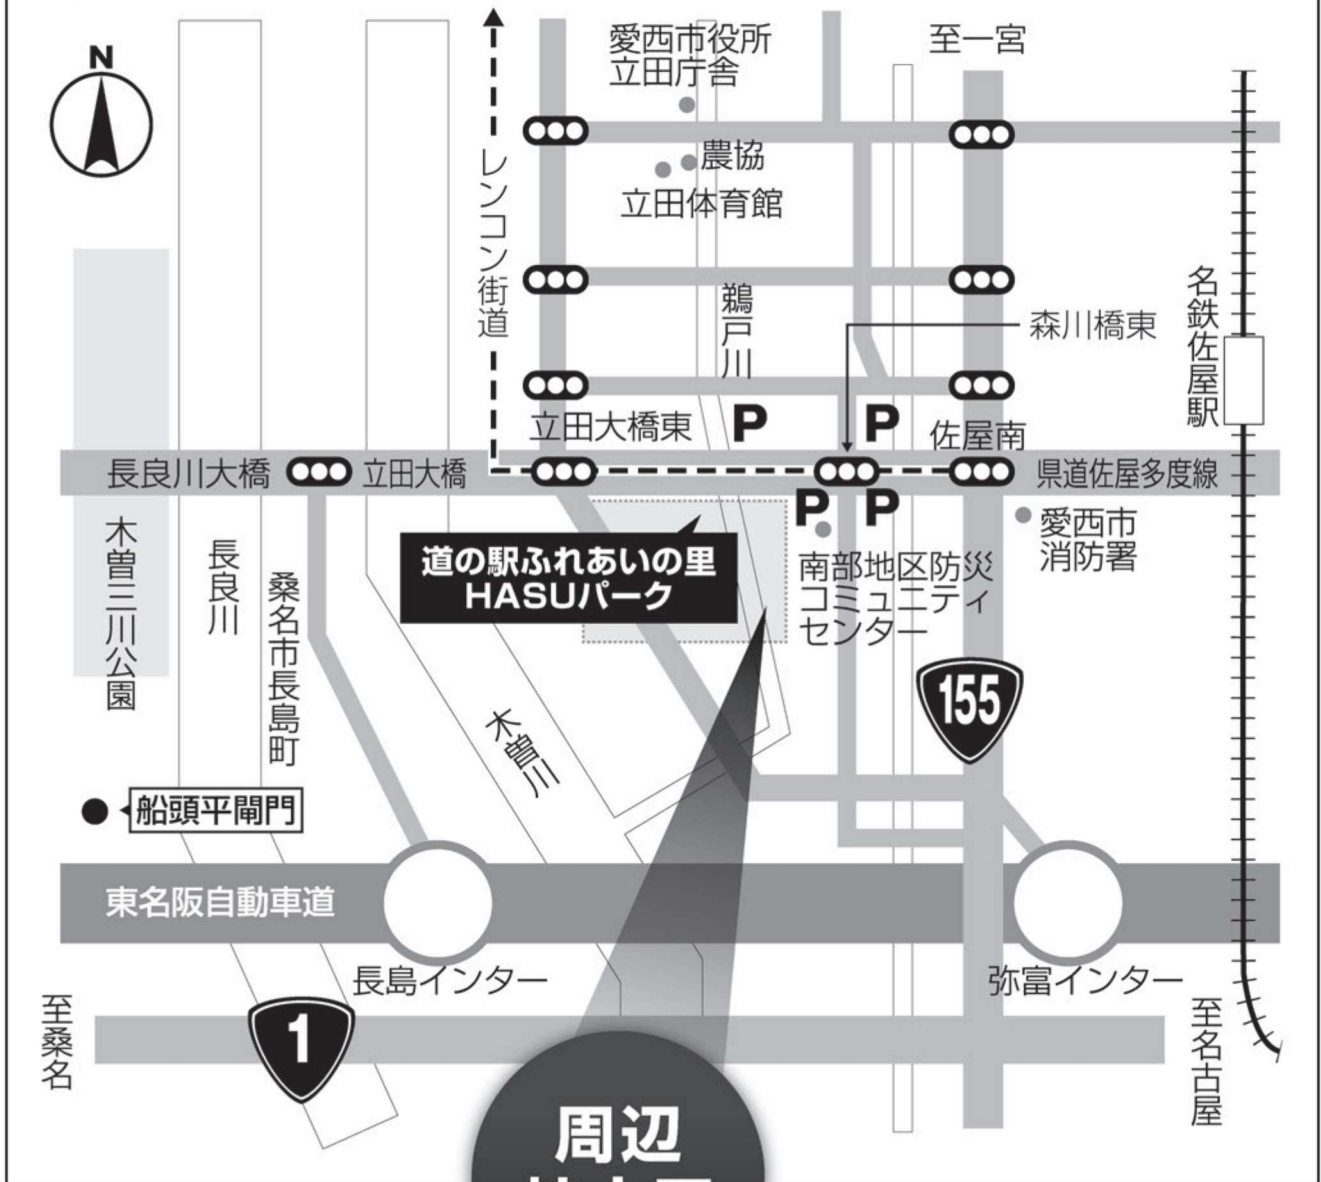 N
愛西市役所
立田庁舎
至一宮
農協
立田体育館
レンコン街道
鵜戸川
森川橋東
名鉄佐屋駅
立田大橋東
P
P
佐屋南
長良川大橋
立田大橋
県道佐屋多度線
P
P
愛西市
消防署
道の駅ふれあいの里
HASUパーク
南部地区防災
コミュニティ
センター
木曽三川公園
長良川
桑名市長島町
木曽川
155
船頭平閘門
東名阪自動車道
長島インター
弥富インター
至桑名
1
至名古屋
周辺